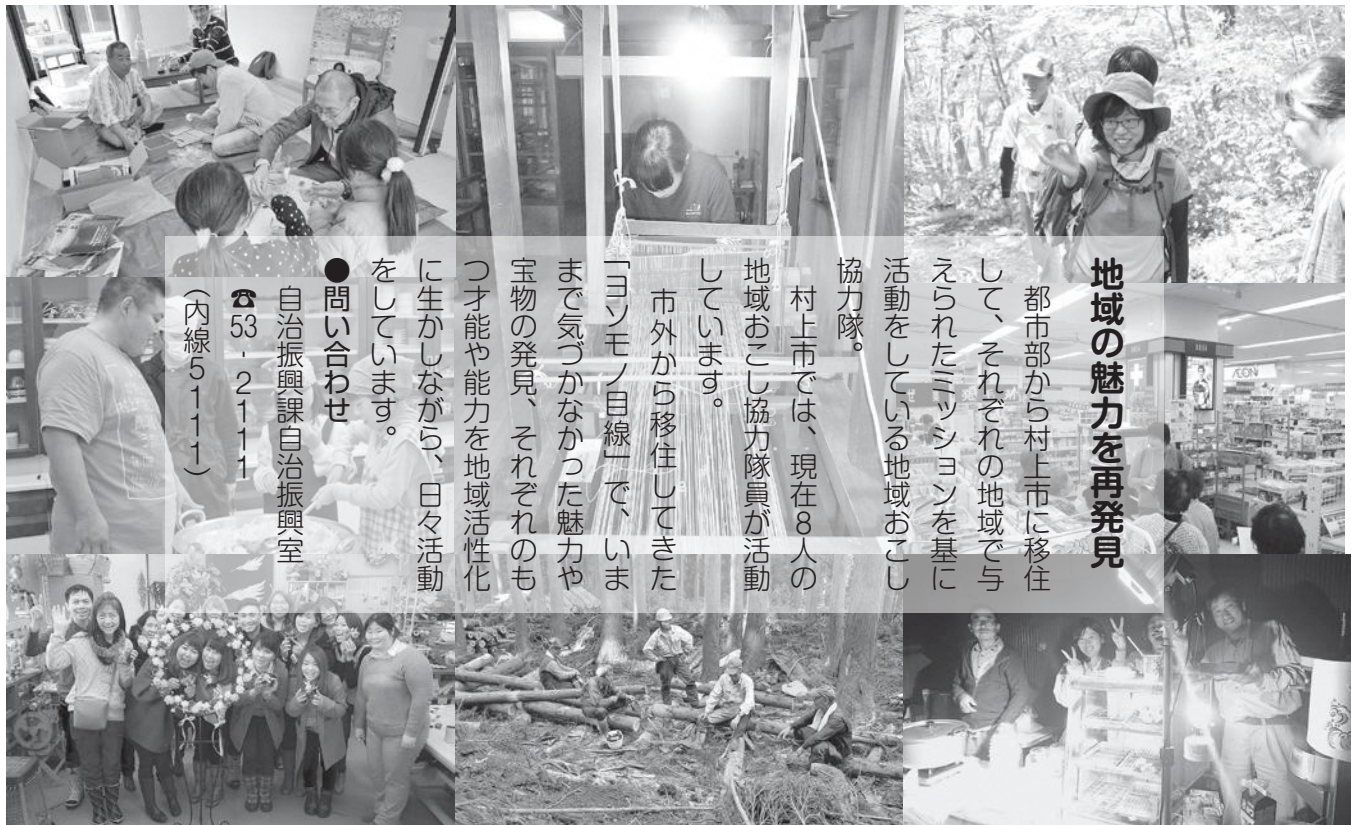 地域の魅力を再発見
都市部から村上市に移住
して、それぞれの地域で与
えられたミッションを基に
活動をしている地域おこし
協力隊。
村上市では、現在8人の
地域おこし協力隊員が活動
しています。
市外から移住してきた
「ヨソモノ目線」で、いま
まで気づかなかった魅力や
宝物の発見、それぞれのも
つ才能や能力を地域活性化
に生かしながら、日々活動
をしています。
●問い合わせ
自治振興課自治振興室
☎53-2111
(内線5111)
ÆON